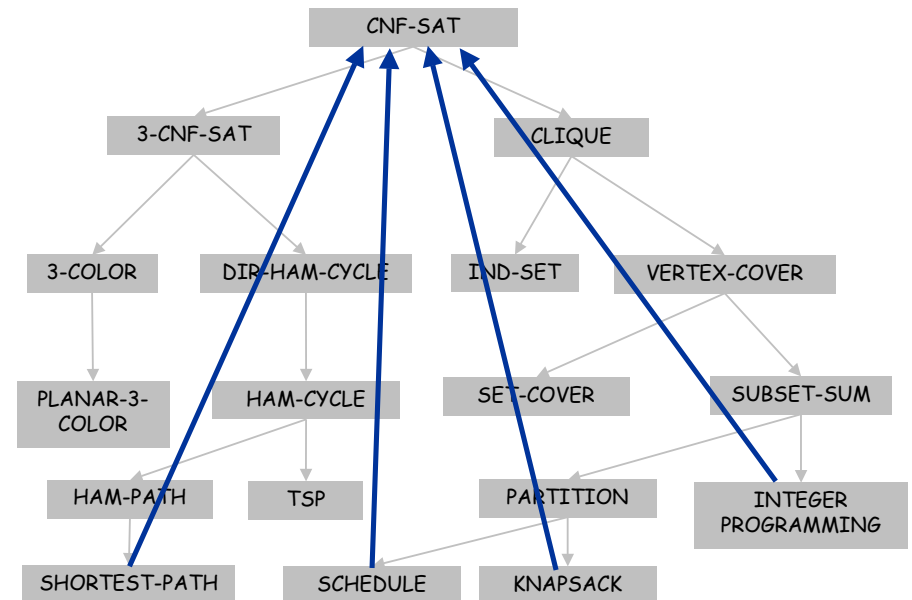 CNF-SAT
3-CNF-SAT
CLIQUE
3-COLOR
DIR-HAM-CYCLE
IND-SET
VERTEX-COVER
PLANAR-3-
COLOR
HAM-CYCLE
SET-COVER
SUBSET-SUM
HAM-PATH
TSP
PARTITION
INTEGER
PROGRAMMING
SHORTEST-PATH
SCHEDULE
KNAPSACK